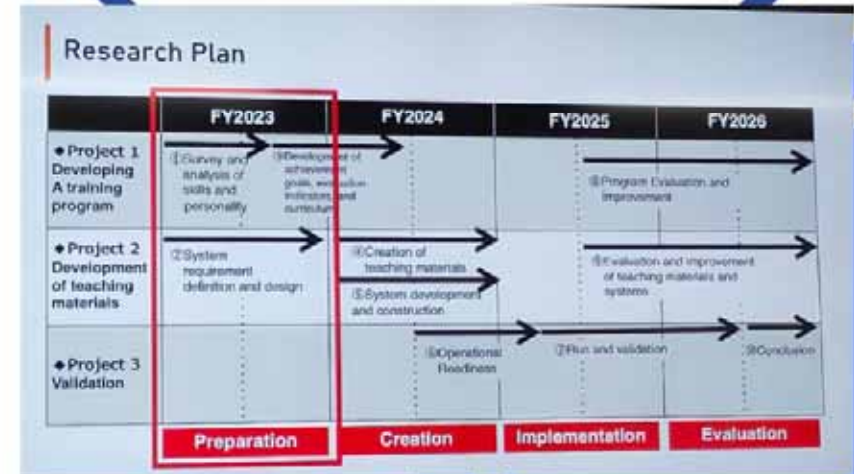 Research Plan
FY2023 FY2024 FY2025 FY2026
◆Project 1
Developing
A training
program
①Survey and
analysis of
skills and
personality
③Development of
achievement
goals, evaluation
indicators, and
curriculum
⑧Program Evaluation and
Improvement
◆Project 2
Development
of teaching
materials
②System
requirement
definition and design
④Creation of
teaching materials
⑤System development
and construction
Evaluation and improvement
of teaching materials and
systems
◆Project 3
Validation
⑥Operational
Readiness
⑦Run and validation
Conclusion
Preparation Creation Implementation Evaluation